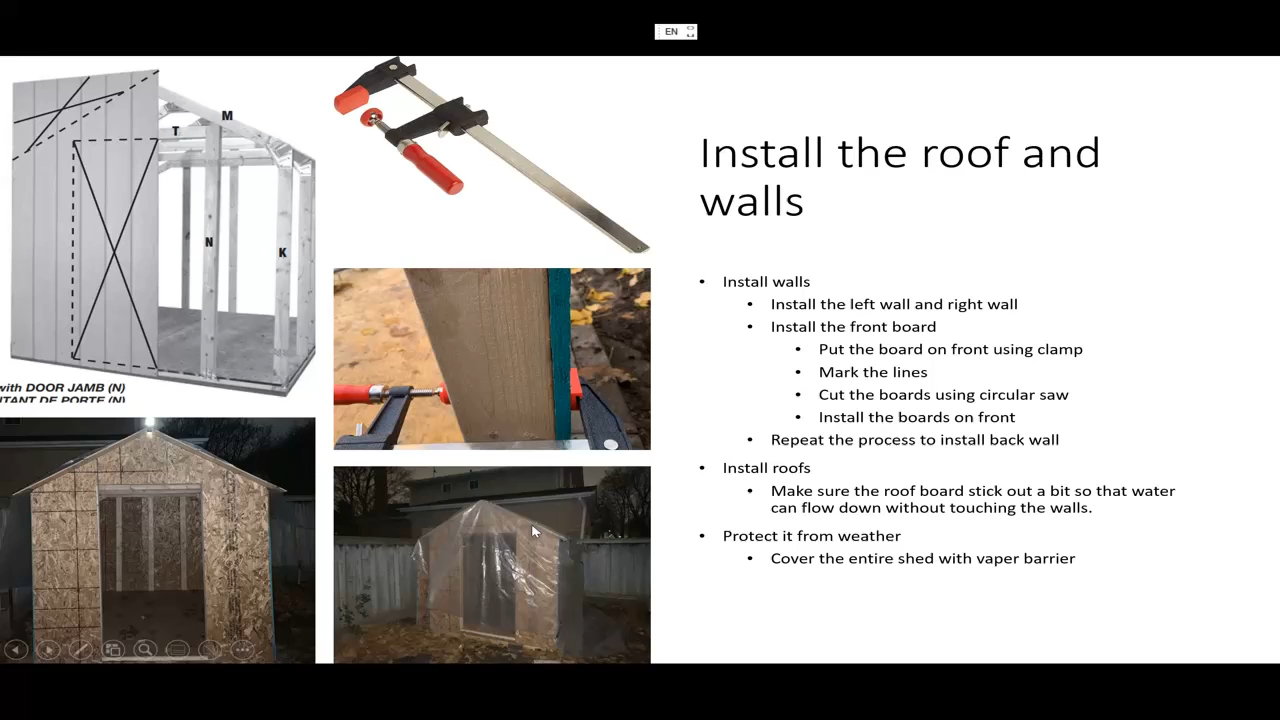 EN
M
T
N
K
with DOOR JAMB (N)
TANT DE PORTE (N)
Install the roof and
walls
• Install walls
• Install the left wall and right wall
• Install the front board
• Put the board on front using clamp
• Mark the lines
• Cut the boards using circular saw
• Install the boards on front
• Repeat the process to install back wall
• Install roofs
• Make sure the roof board stick out a bit so that water
can flow down without touching the walls.
• Protect it from weather
• Cover the entire shed with vaper barrier